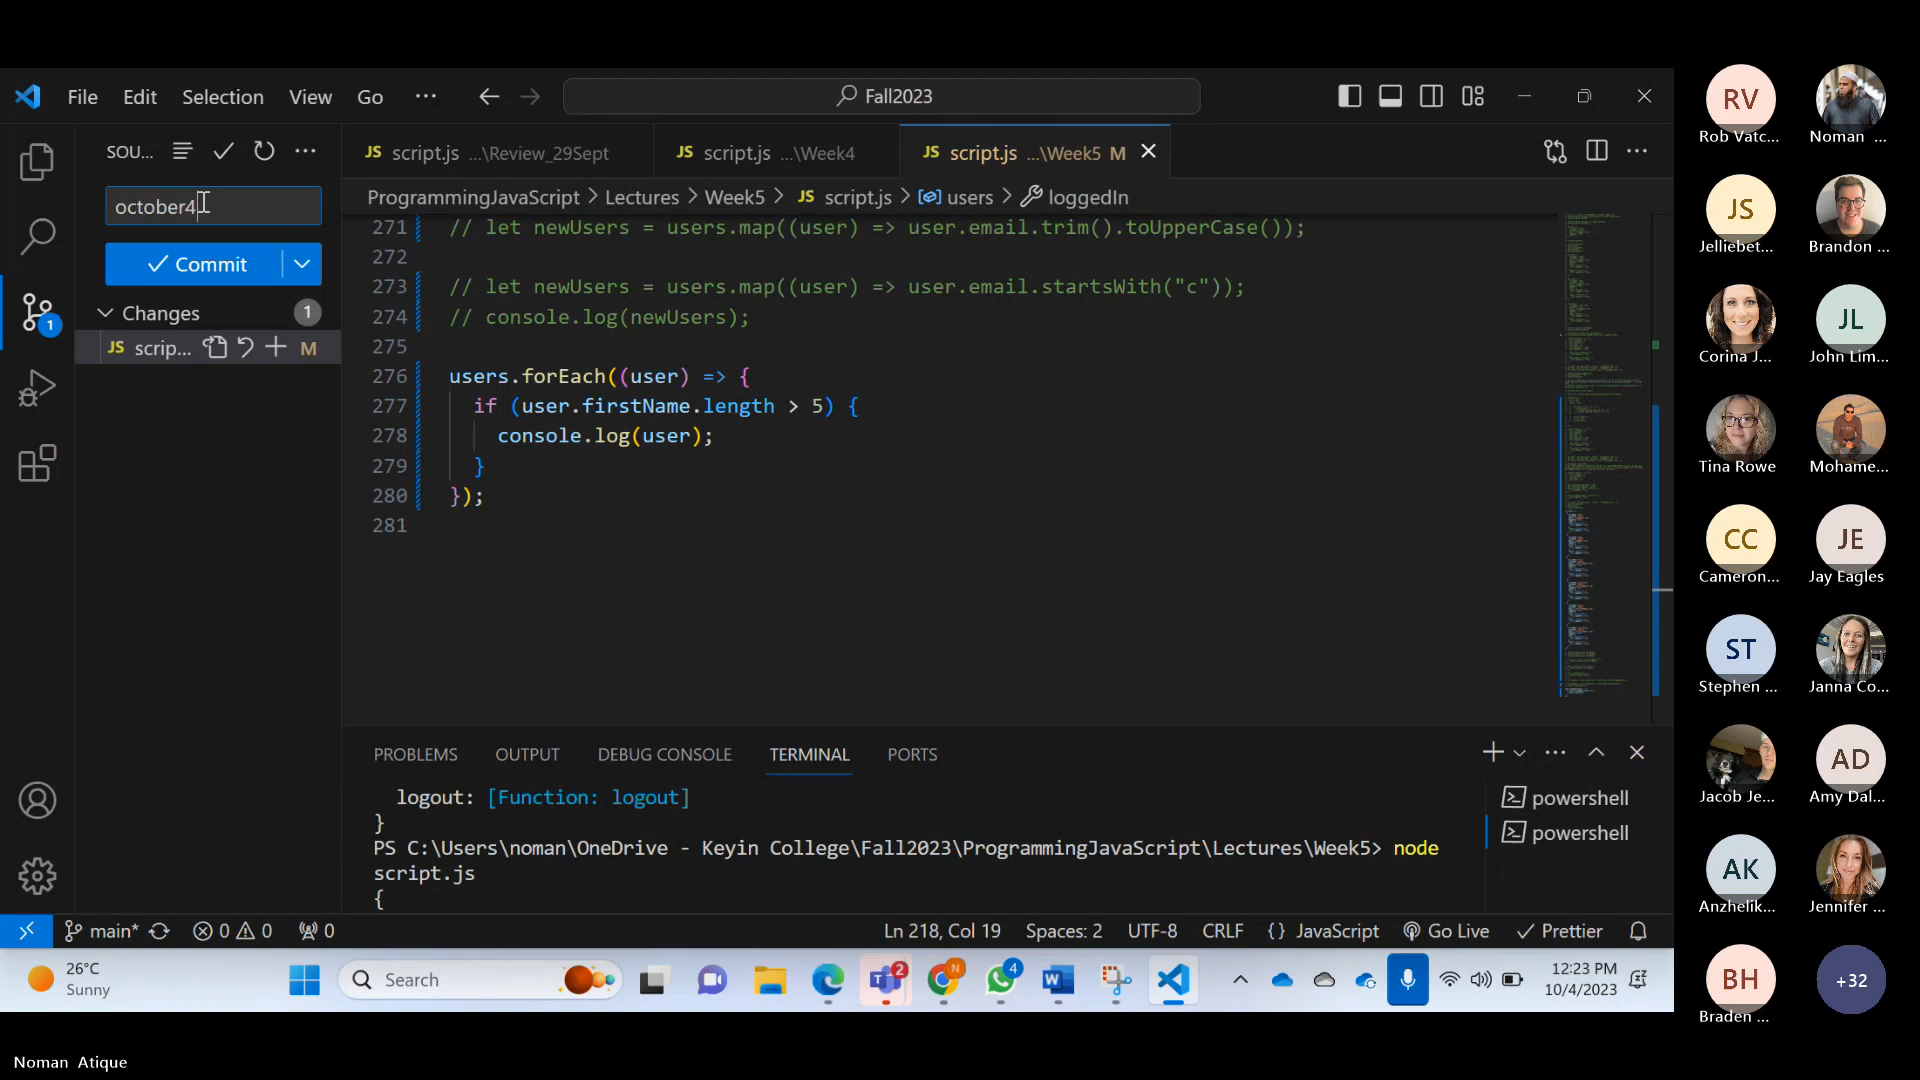 File Edit Selection View Go ··· Fall2023
SOU...
october4
Commit
Changes 1
JS scrip... M
JS script.js ...\Review_29Sept
JS script.js ...\Week4
JS script.js ...\Week5 M
ProgrammingJavaScript > Lectures > Week5 > JS script.js > users > loggedIn
271 // let newUsers = users.map((user) => user.email.trim().toUpperCase());
272
273 // let newUsers = users.map((user) => user.email.startsWith("c"));
274 // console.log(newUsers);
275
276 users.forEach((user) => {
277 if (user.firstName.length > 5) {
278 console.log(user);
279 }
280 });
281
1
PROBLEMS OUTPUT DEBUG CONSOLE TERMINAL PORTS
logout: [Function: logout]
}
PS C:\Users\noman\OneDrive - Keyin College\Fall2023\ProgrammingJavaScript\Lectures\Week5> node
script.js
{
powershell
powershell
main* 0 0 0 Ln 218, Col 19 Spaces: 2 UTF-8 CRLF {} JavaScript Go Live Prettier
26°C
Sunny
Search
2
N
4
12:23 PM
10/4/2023
RV
Rob Vatc...
Noman ...
JS
Jelliebet...
Brandon ...
Corina J...
JL
John Lim...
Tina Rowe
Mohame...
CC
Cameron...
JE
Jay Eagles
ST
Stephen ...
Janna Co...
Jacob Je...
AD
Amy Dal...
AK
Anzhelik...
Jennifer ...
BH
Braden ...
+32
Noman Atique